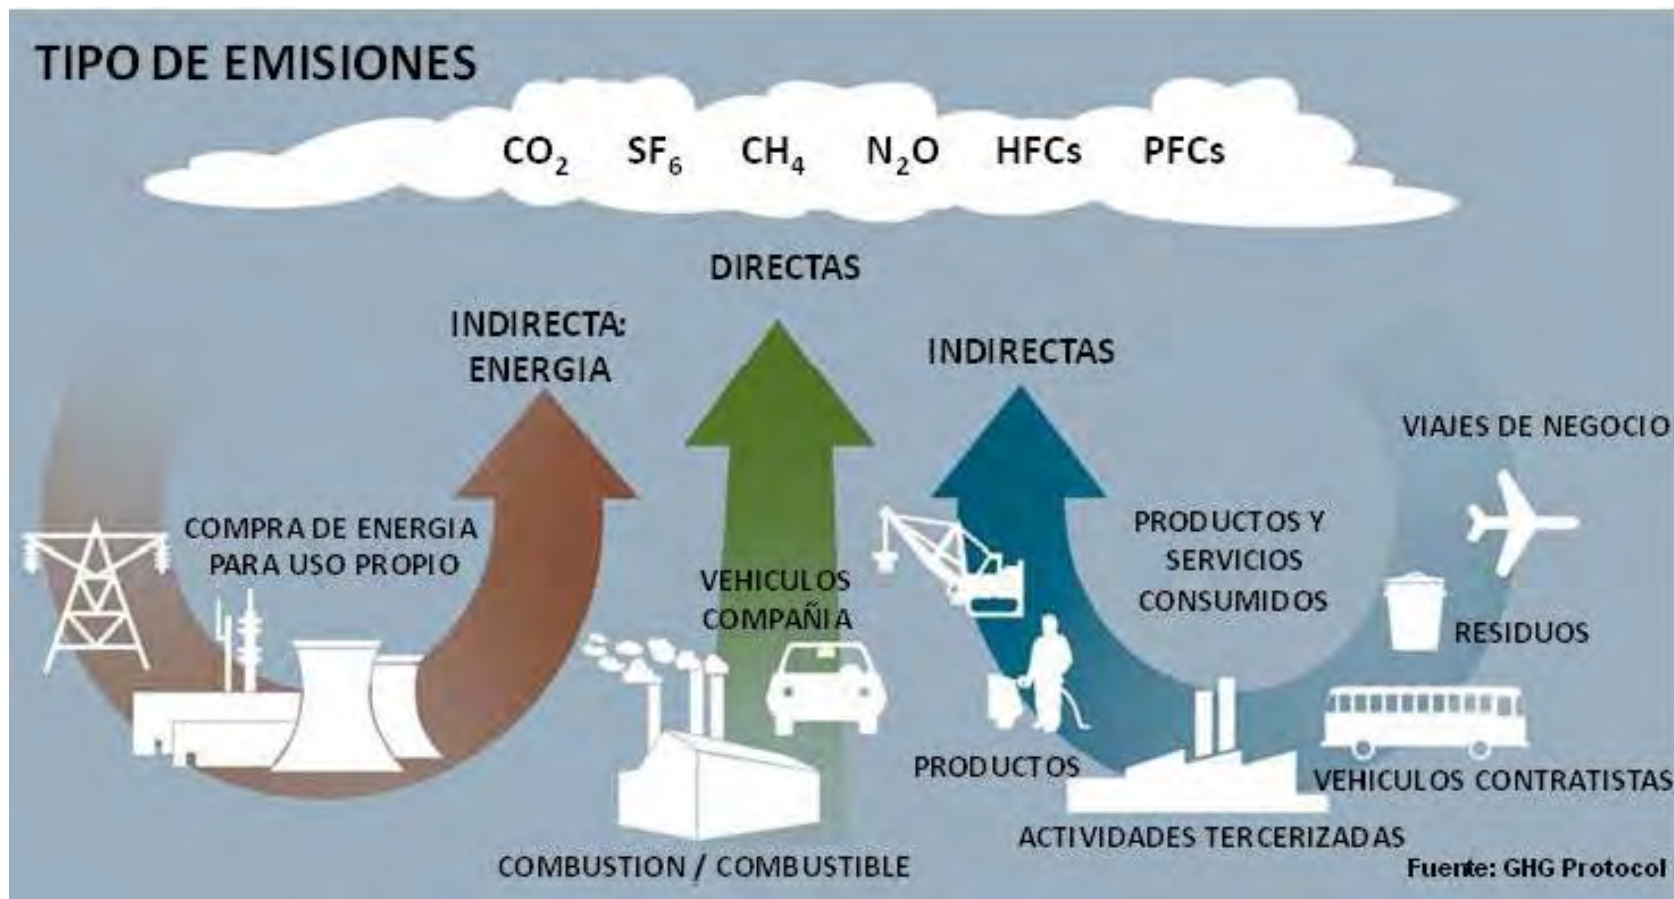 TIPO DE EMISIONES
CO₂ SF₆ CH₄ N₂O HFCs PFCs
DIRECTAS
INDIRECTA:
ENERGIA
INDIRECTAS
VIAJES DE NEGOCIO
COMPRA DE ENERGIA
PARA USO PROPIO
PRODUCTOS Y
SERVICIOS
CONSUMIDOS
VEHICULOS
COMPAÑIA
RESIDUOS
PRODUCTOS
VEHICULOS CONTRATISTAS
ACTIVIDADES TERCERIZADAS
COMBUSTION / COMBUSTIBLE
Fuente: GHG Protocol